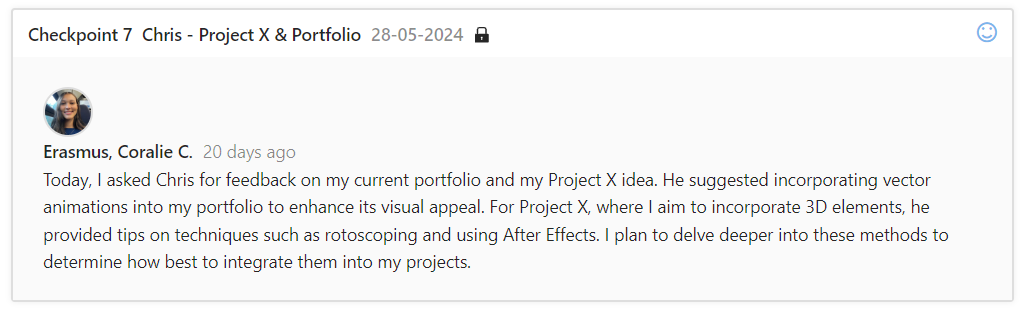 Checkpoint 7 Chris - Project X & Portfolio 28-05-2024
Erasmus, Coralie C. 20 days ago
Today, I asked Chris for feedback on my current portfolio and my Project X idea. He suggested incorporating vector
animations into my portfolio to enhance its visual appeal. For Project X, where I aim to incorporate 3D elements, he
provided tips on techniques such as rotoscoping and using After Effects. I plan to delve deeper into these methods to
determine how best to integrate them into my projects.